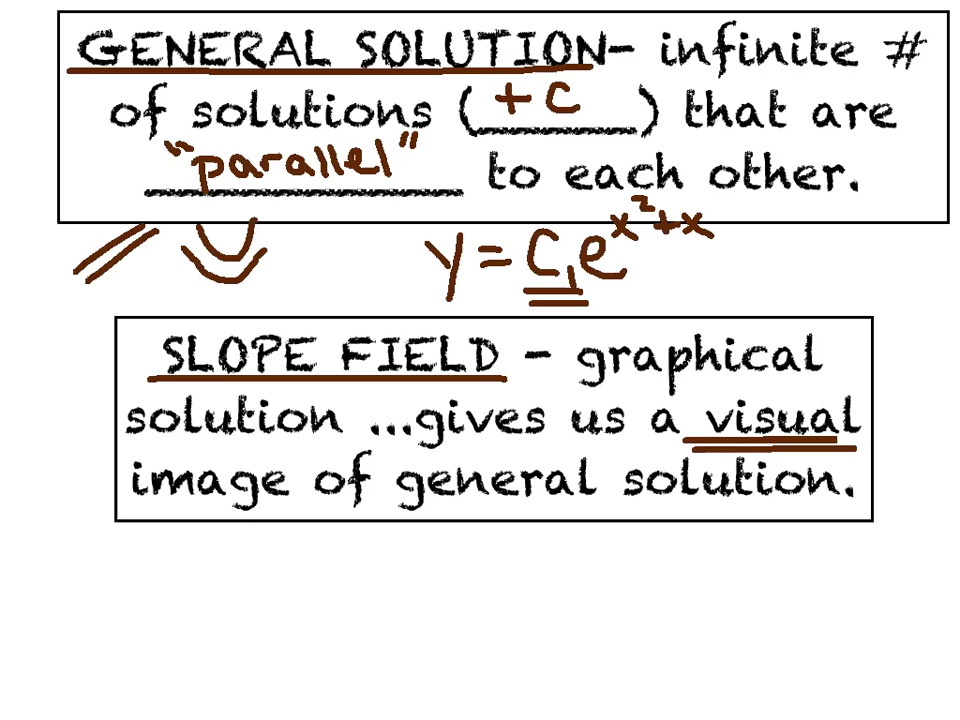 GENERAL SOLUTION- infinite #
of solutions (+C) that are
"parallel" to each other.
y = C₁e^{x²+x}
SLOPE FIELD - graphical
solution ...gives us a visual
image of general solution.